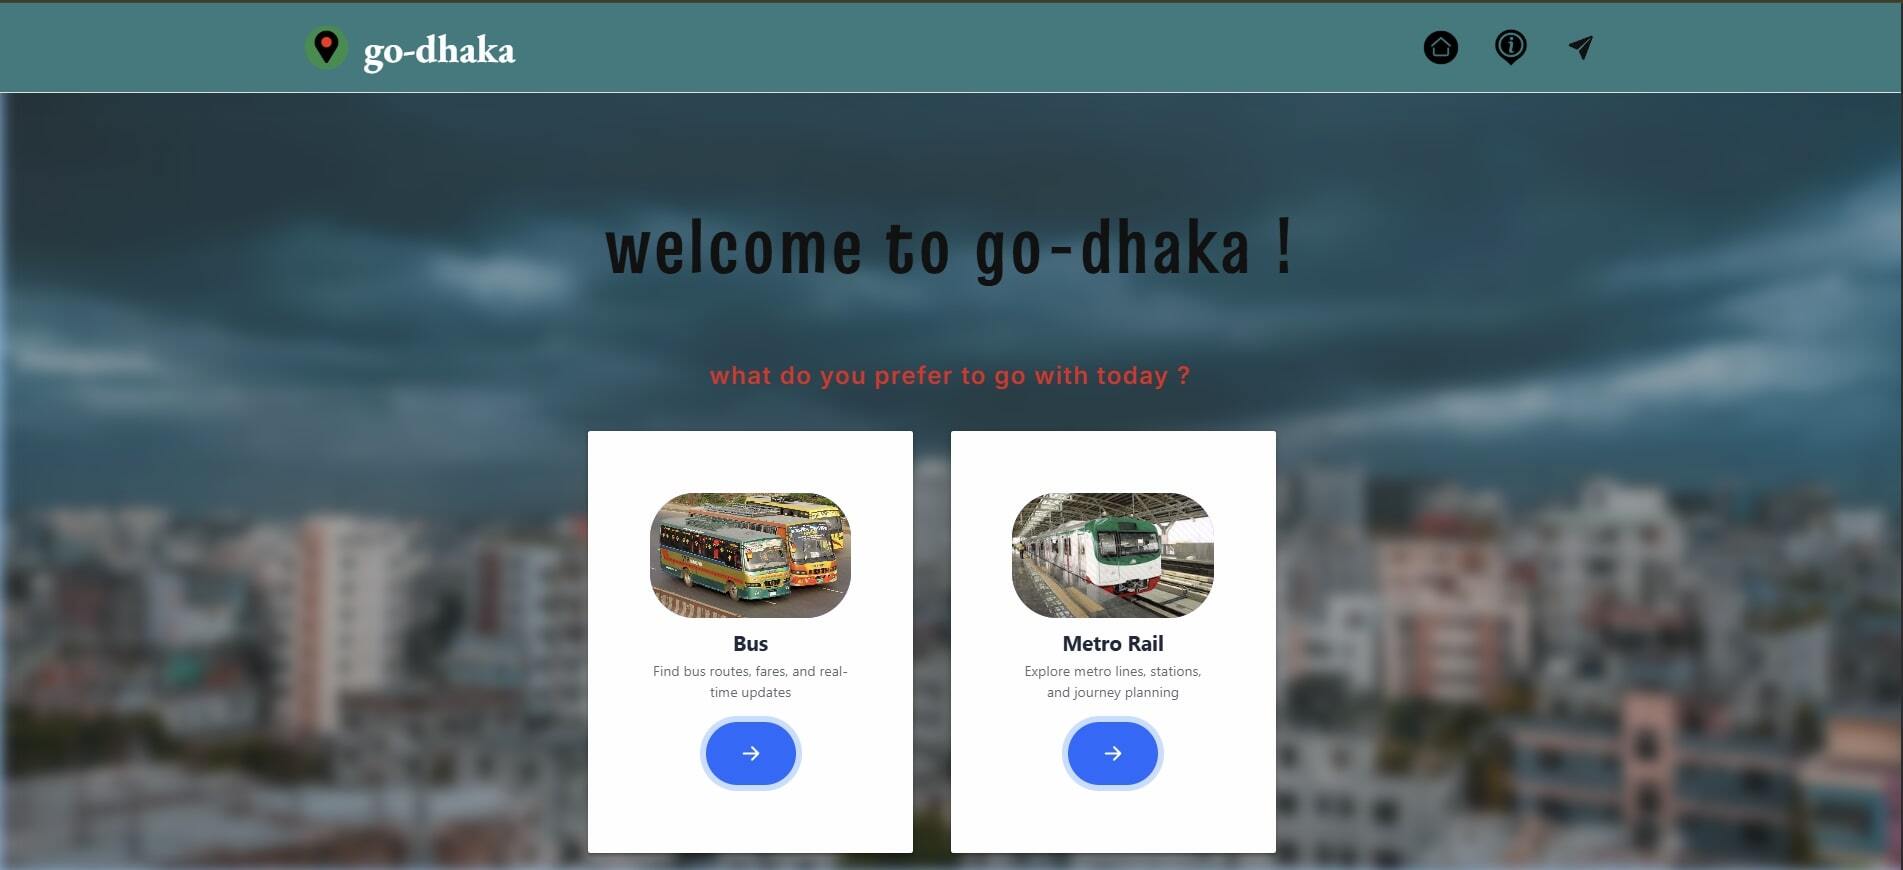 go-dhaka
welcome to go-dhaka !
what do you prefer to go with today ?
Bus
Find bus routes, fares, and real-
time updates
Metro Rail
Explore metro lines, stations,
and journey planning